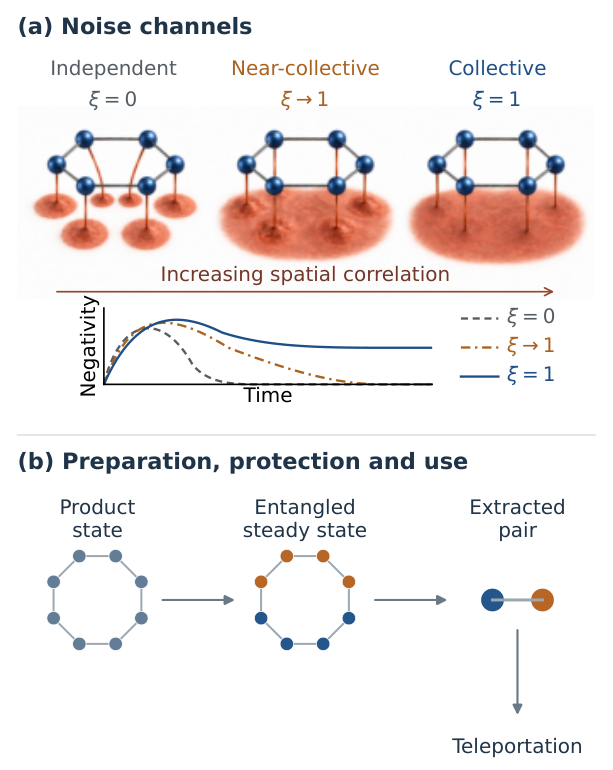 (a) Noise channels
Independent
ξ = 0
Near-collective
ξ → 1
Collective
ξ = 1
Increasing spatial correlation
Negativity
Time
ξ = 0
ξ → 1
ξ = 1
(b) Preparation, protection and use
Product
state
Entangled
steady state
Extracted
pair
Teleportation